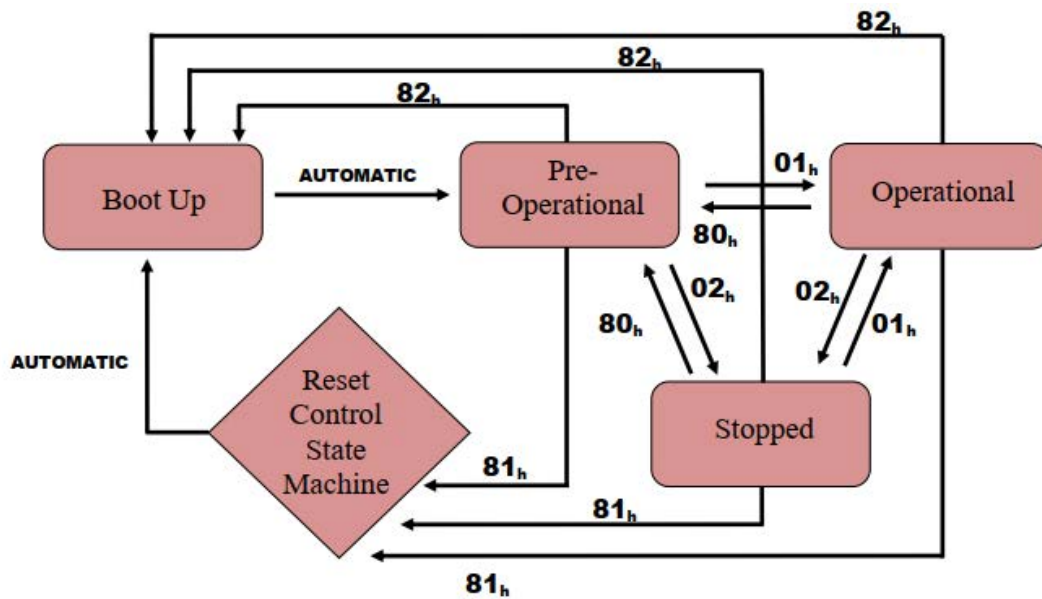 82ₕ
82ₕ
82ₕ
Boot Up
AUTOMATIC
Pre-
Operational
01ₕ
80ₕ
Operational
02ₕ
80ₕ
02ₕ
01ₕ
AUTOMATIC
Reset
Control
State
Machine
Stopped
81ₕ
81ₕ
81ₕ